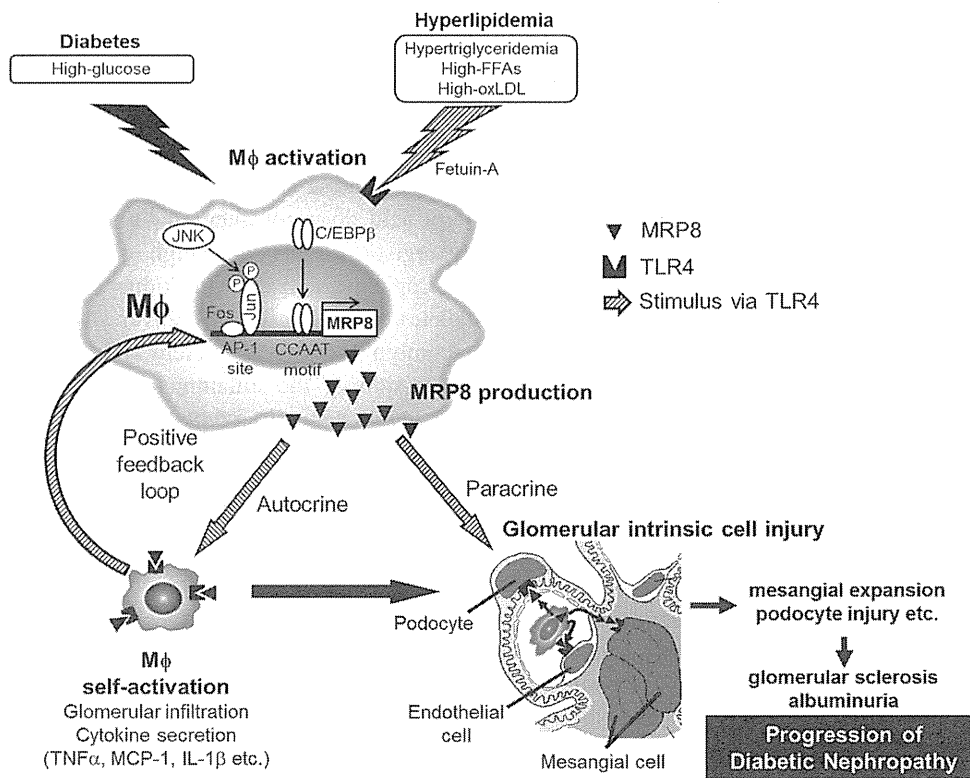 Diabetes
High-glucose
Hyperlipidemia
Hypertriglyceridemia
High-FFAs
High-oxLDL
Mϕ activation
Fetuin-A
JNK
C/EBPβ
P
P
Mϕ
Fos
Jun
MRP8
AP-1
site
CCAAT
motif
MRP8
TLR4
Stimulus via TLR4
MRP8 production
Positive
feedback
loop
Autocrine
Paracrine
Glomerular intrinsic cell injury
Podocyte
Endothelial
cell
Mesangial cell
mesangial expansion
podocyte injury etc.
glomerular sclerosis
albuminuria
Progression of
Diabetic Nephropathy
Mϕ
self-activation
Glomerular infiltration
Cytokine secretion
(TNFα, MCP-1, IL-1β etc.)